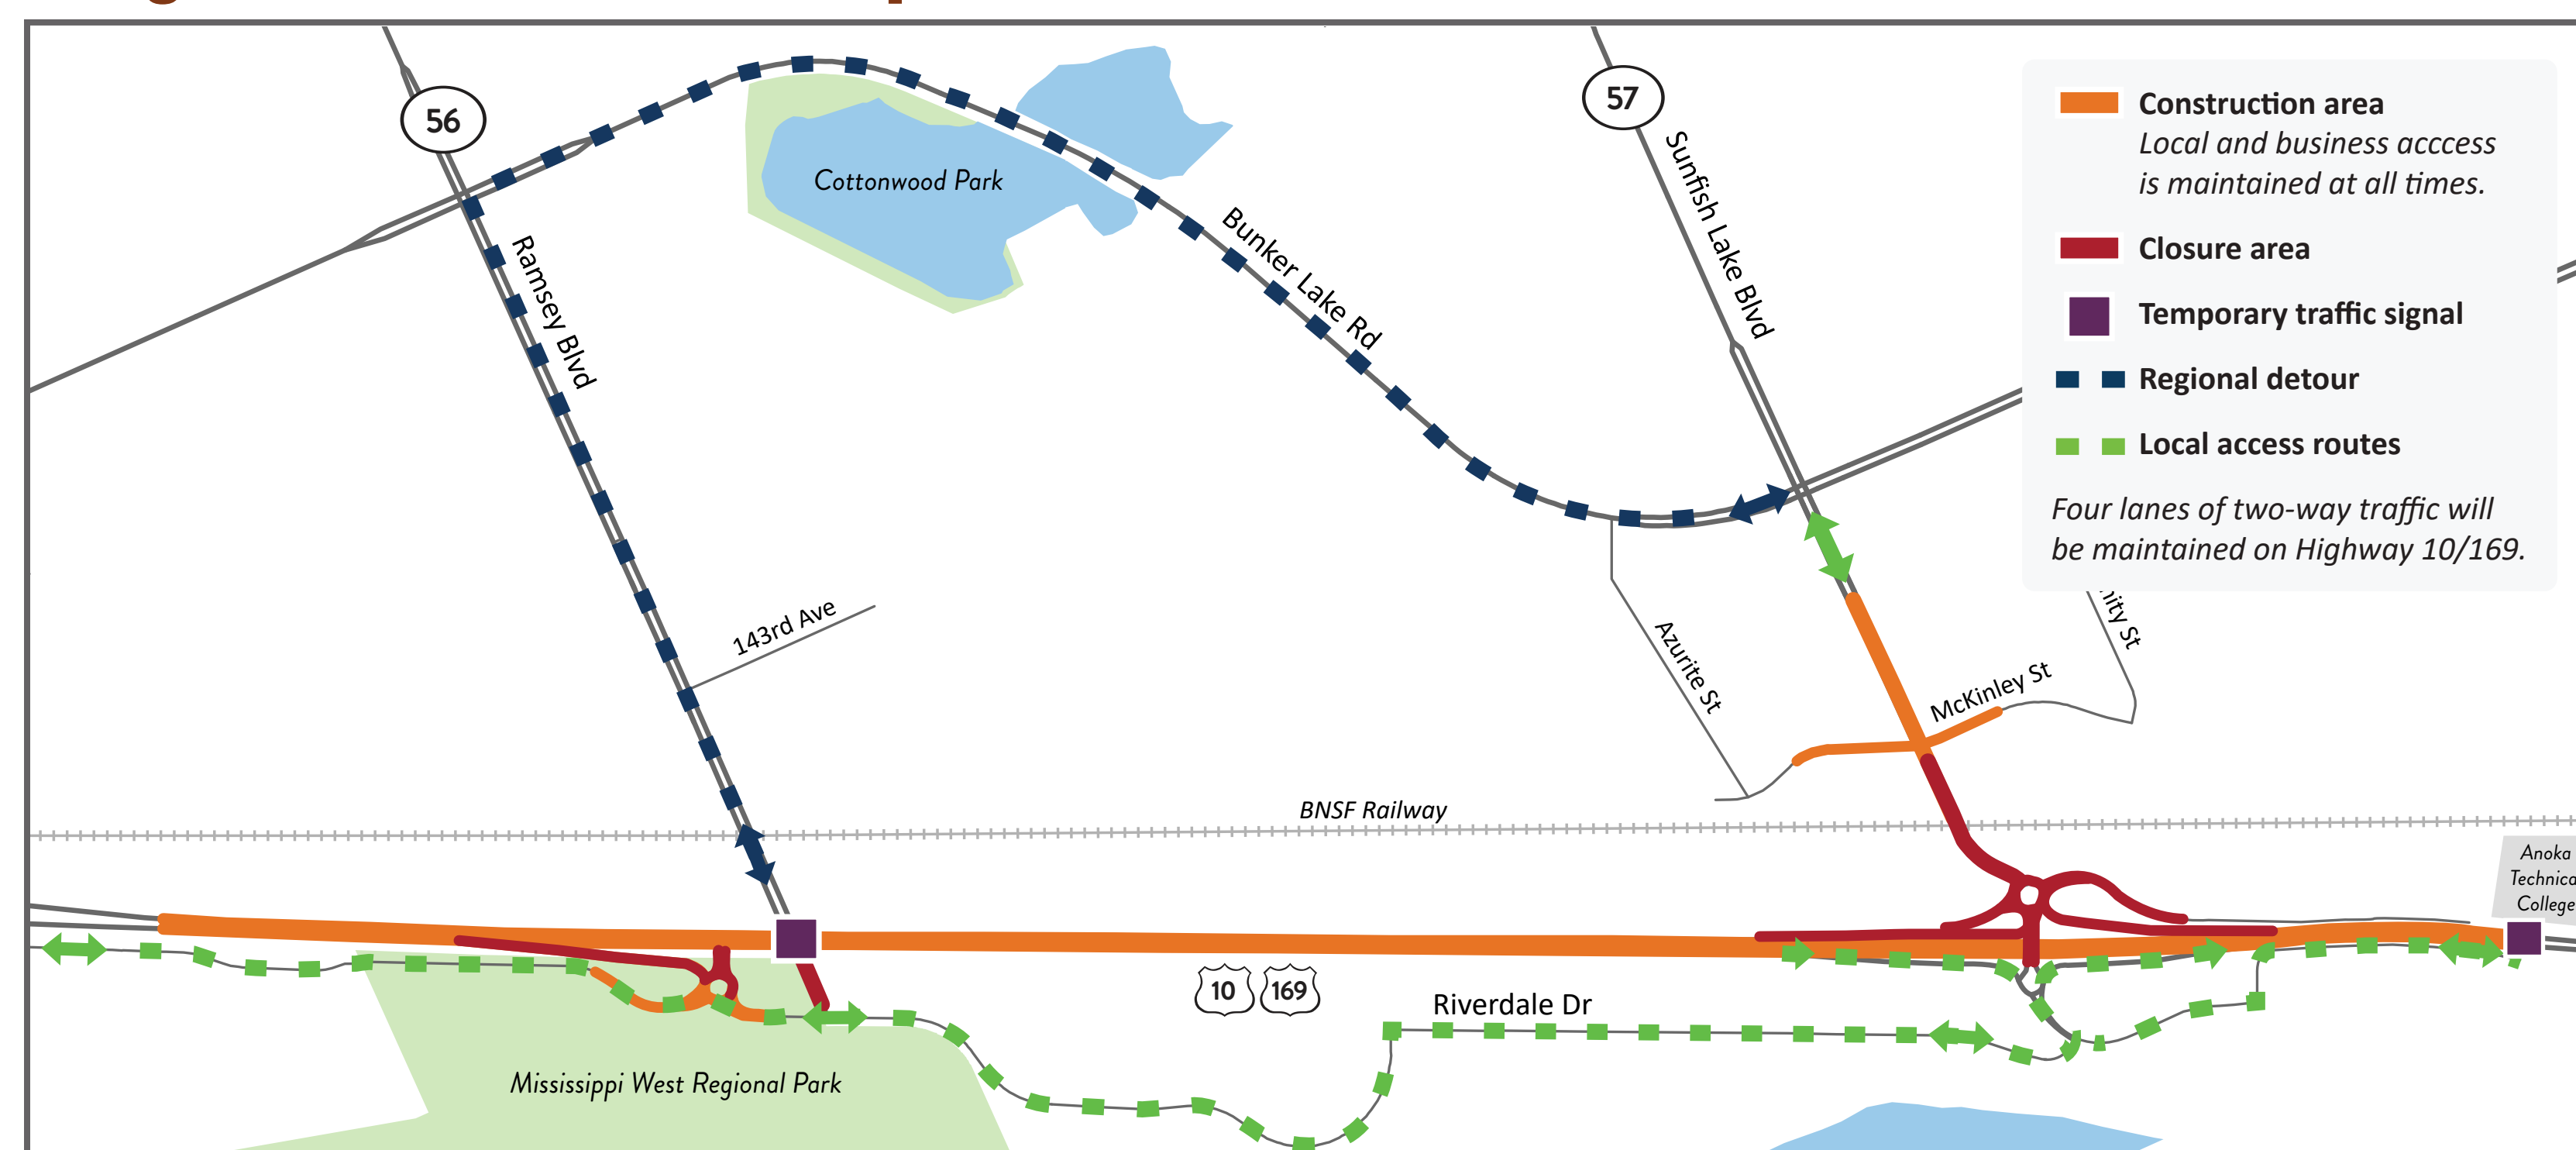 56
57
Cottonwood Park
Ramsey Blvd
Bunker Lake Rd
Sunfish Lake Blvd
Construction area
Local and business acccess
is maintained at all times.
Closure area
Temporary traffic signal
Regional detour
Local access routes
Four lanes of two-way traffic will
be maintained on Highway 10/169.
143rd Ave
Azurite St
McKinley St
St
BNSF Railway
Anoka
College
10
169
Riverdale Dr
Mississippi West Regional Park